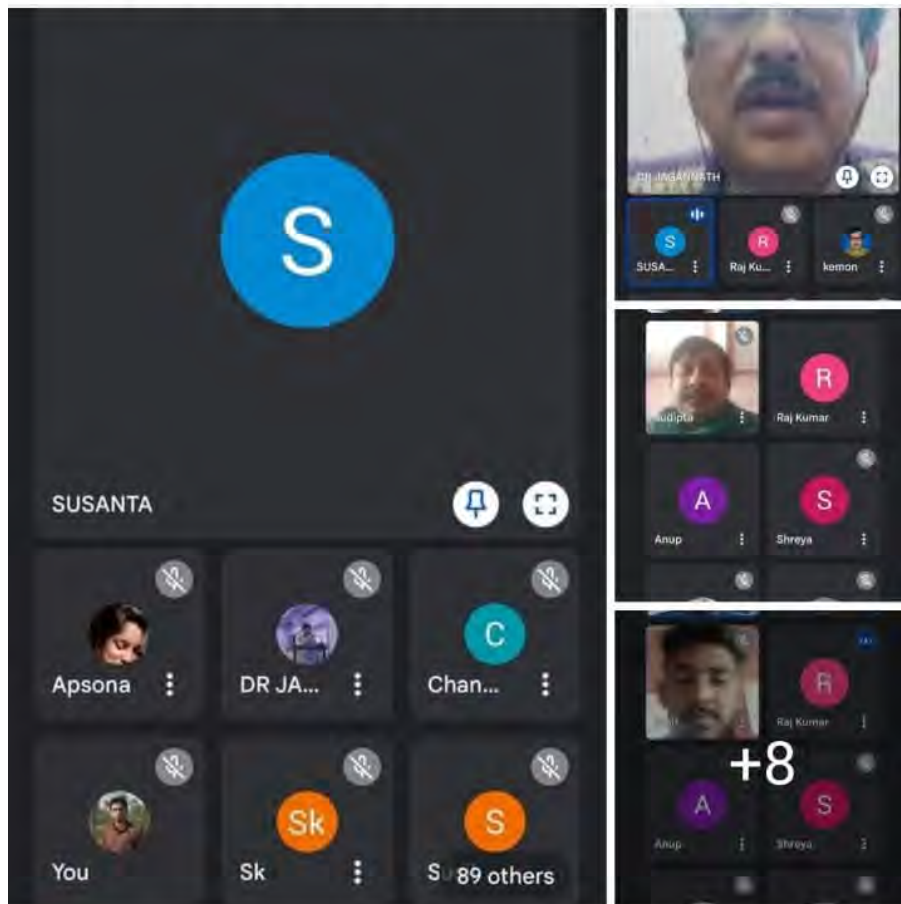 S
SUSANTA
Apsona
DR JA...
C
Chan...
You
Sk
Sk
S
S
89 others
DR JAGANNATH
S
SUSA...
R
Raj Ku...
kemon
Sudipta
R
Raj Kumar
A
Anup
S
Shreya
R
Raj Kumar
+8
A
Anup
S
Shreya